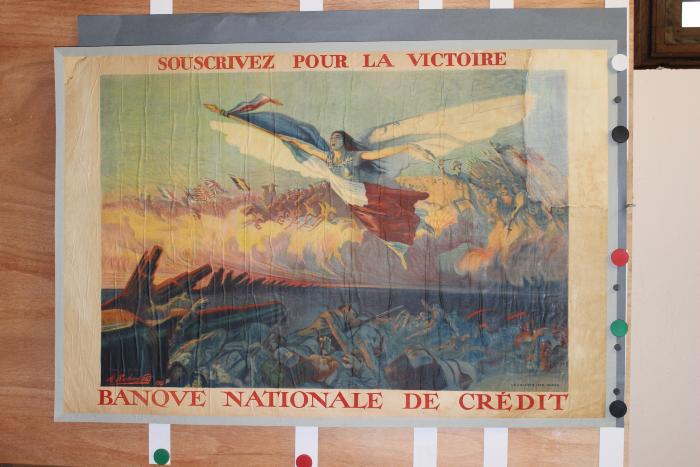 SOUSCRIVEZ POUR LA VICTOIRE
BANQVE NATIONALE DE CRÉDIT